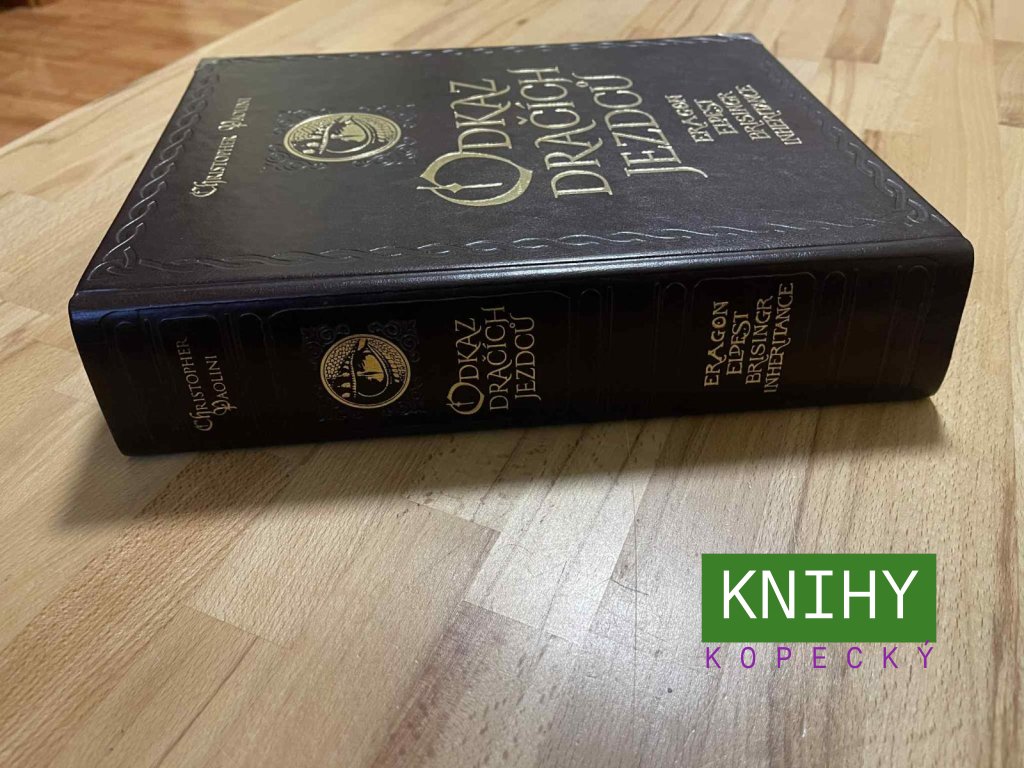 Christopher Paolini
Odkaz
dračích
jezdců
Eragon
Eldest
Brisingr
Inheritance
Christopher
Paolini
Odkaz
dračích
jezdců
Eragon
Eldest
Brisingr
Inheritance
KNIHY
KOPECKÝ